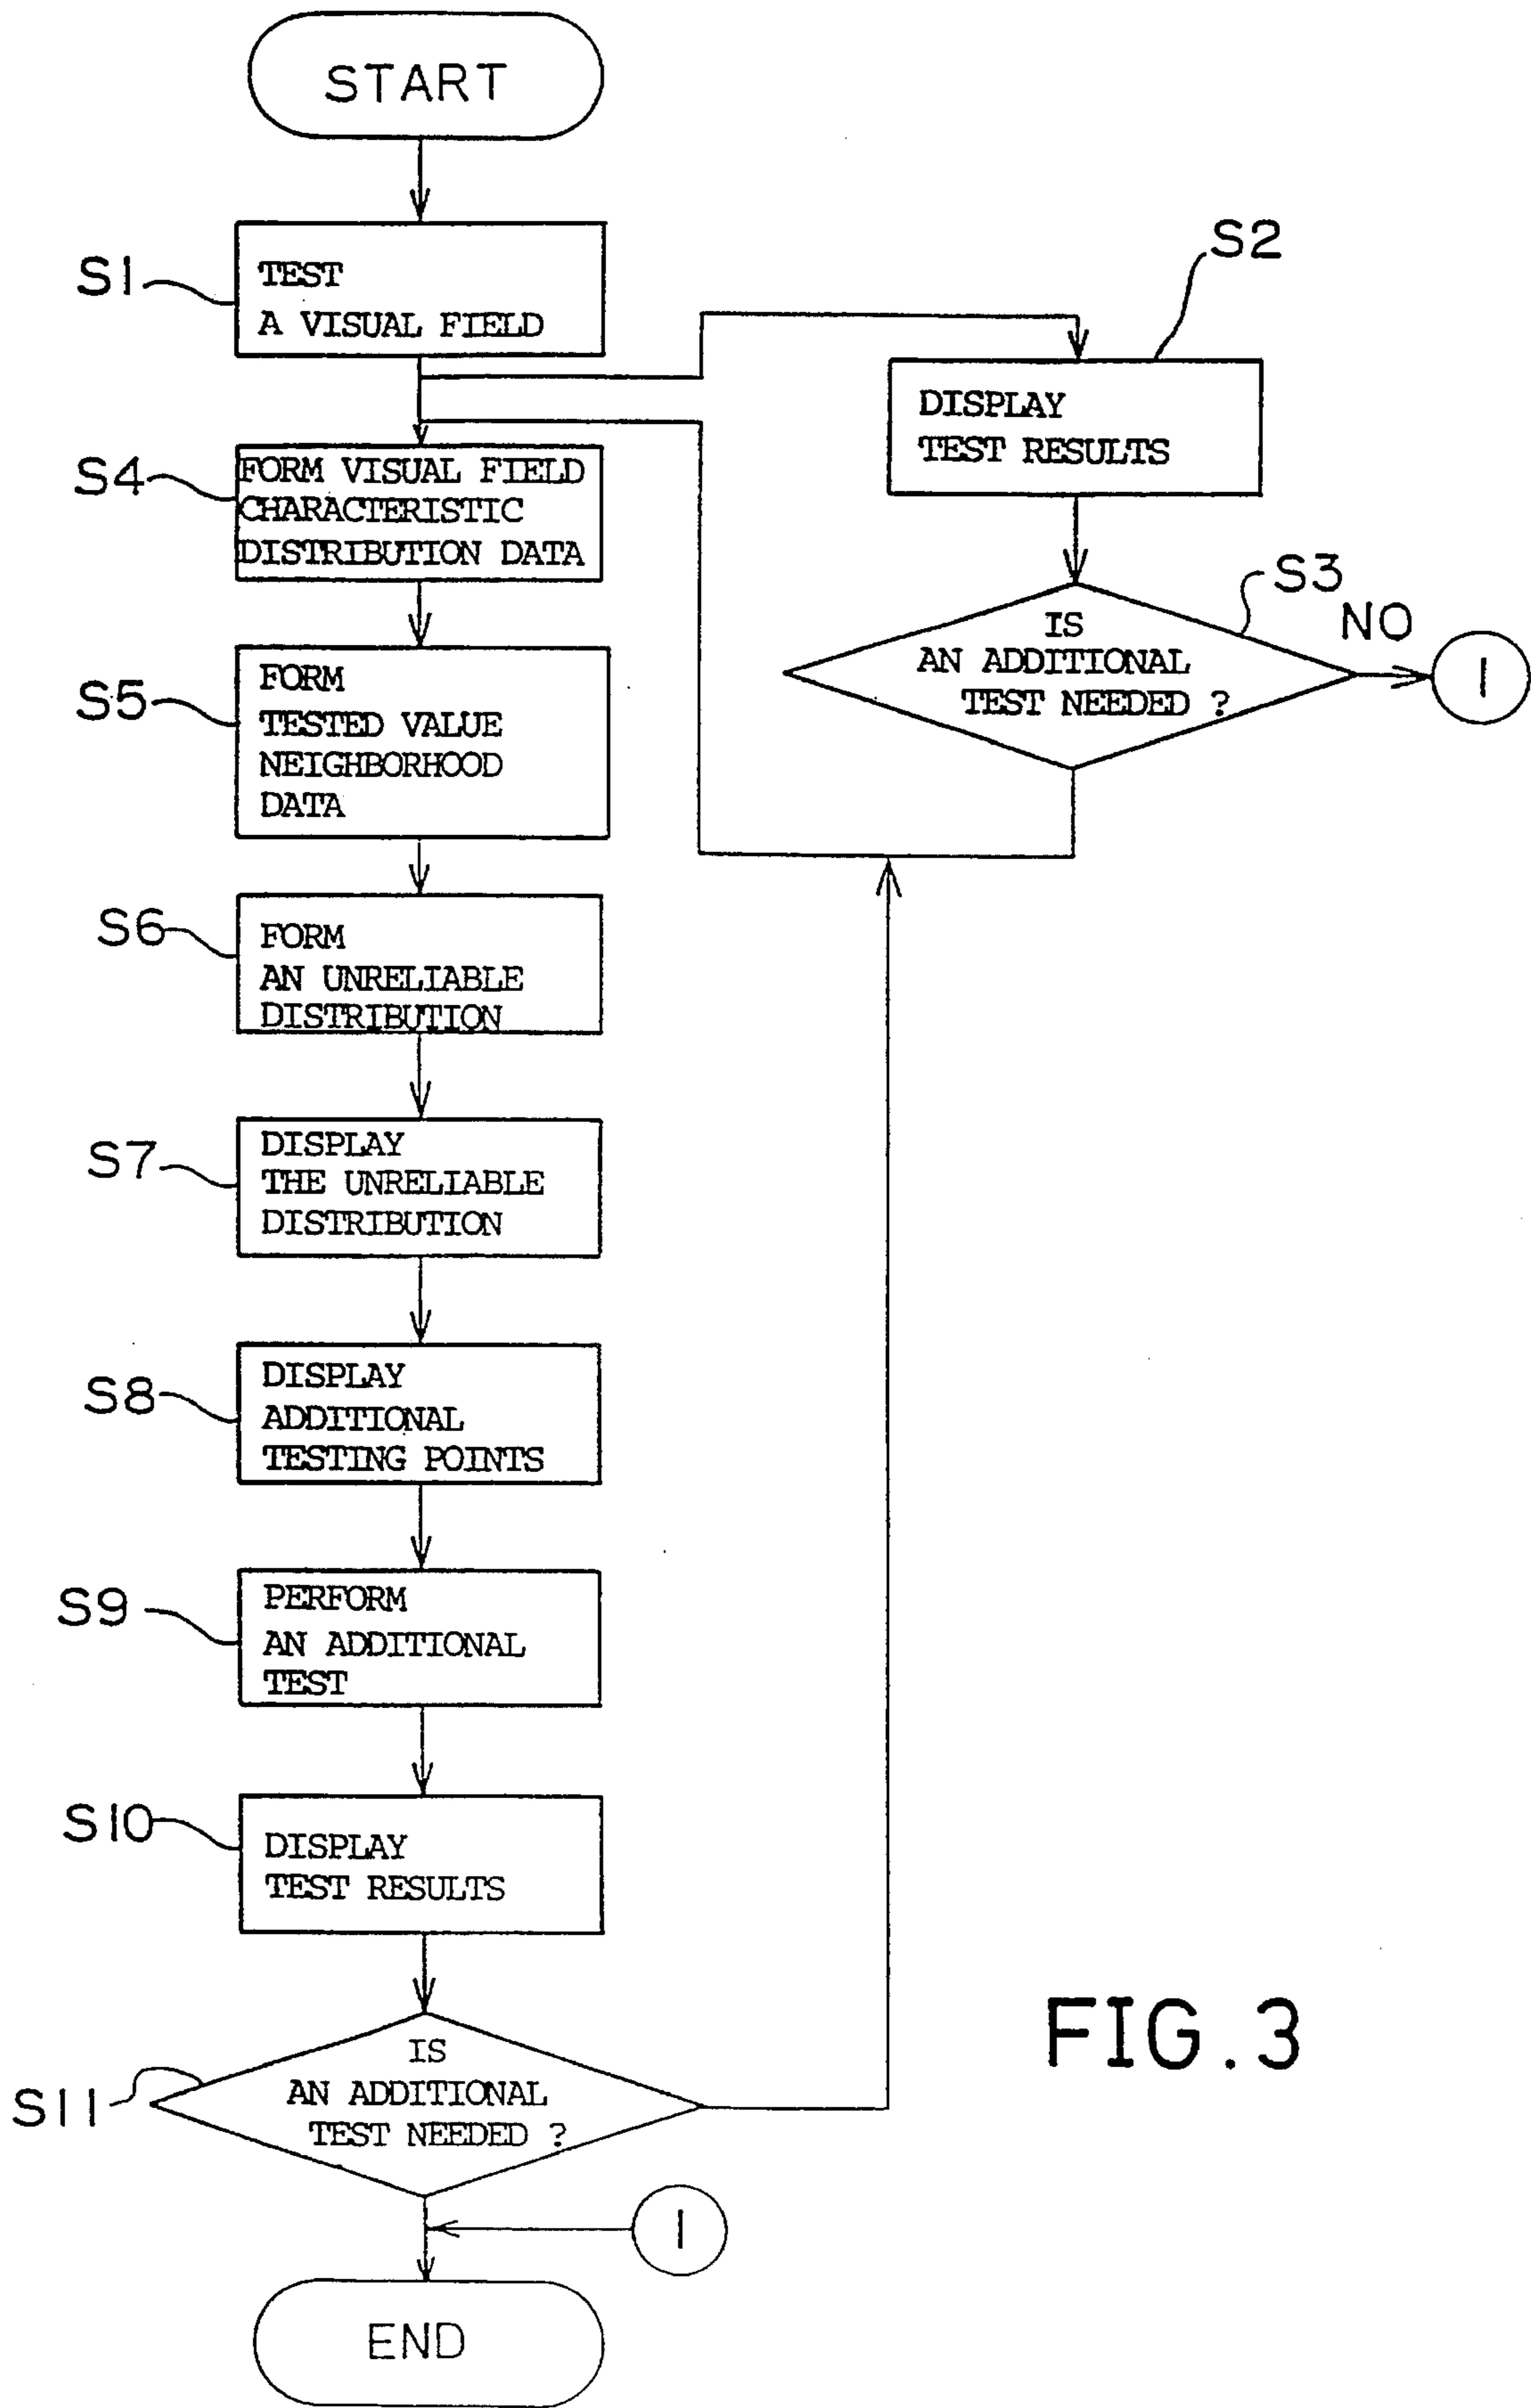 START
S1
TEST
A VISUAL FIELD
S2
DISPLAY
TEST RESULTS
S3
NO
IS
AN ADDITIONAL
TEST NEEDED ?
1
S4
FORM VISUAL FIELD
CHARACTERISTIC
DISTRIBUTION DATA
S5
FORM
TESTED VALUE
NEIGHBORHOOD
DATA
S6
FORM
AN UNRELIABLE
DISTRIBUTION
S7
DISPLAY
THE UNRELIABLE
DISTRIBUTION
S8
DISPLAY
ADDITIONAL
TESTING POINTS
S9
PERFORM
AN ADDITIONAL
TEST
S10
DISPLAY
TEST RESULTS
S11
IS
AN ADDITIONAL
TEST NEEDED ?
1
END
FIG.3